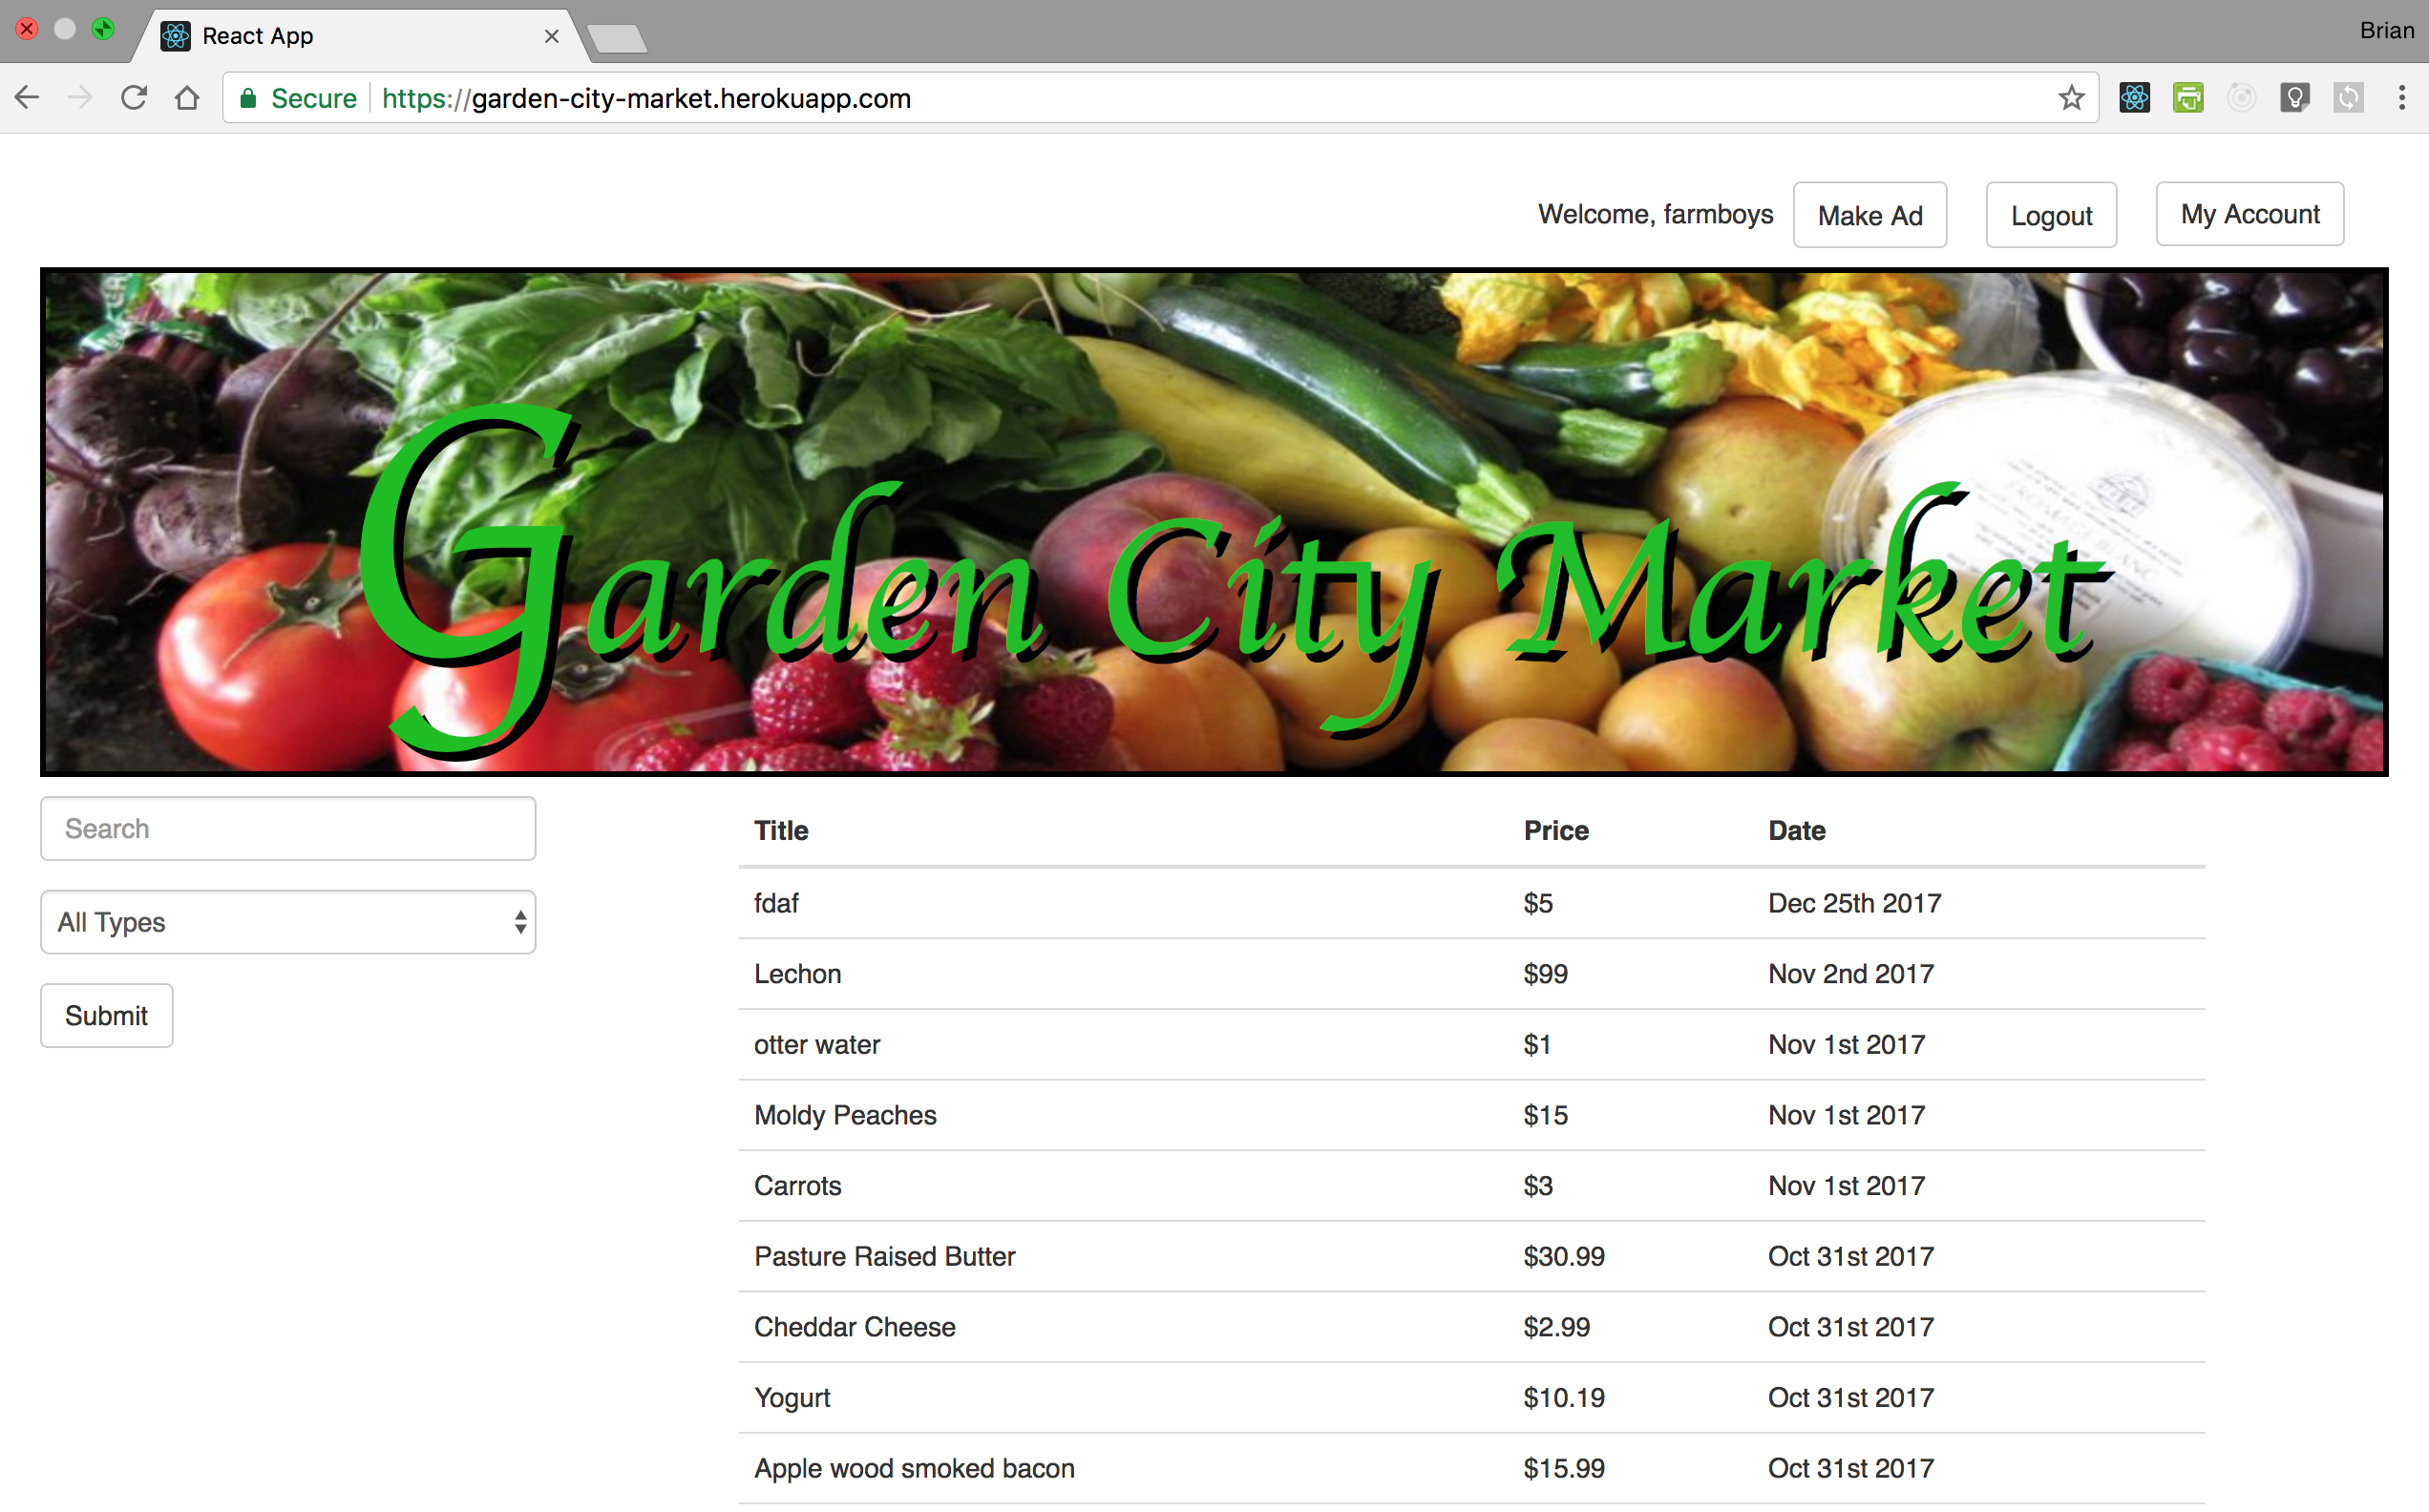 React App
Brian
Secure https://garden-city-market.herokuapp.com
Welcome, farmboys Make Ad Logout My Account
Garden City Market
Search
All Types
Submit
Title Price Date
fdaf $5 Dec 25th 2017
Lechon $99 Nov 2nd 2017
otter water $1 Nov 1st 2017
Moldy Peaches $15 Nov 1st 2017
Carrots $3 Nov 1st 2017
Pasture Raised Butter $30.99 Oct 31st 2017
Cheddar Cheese $2.99 Oct 31st 2017
Yogurt $10.19 Oct 31st 2017
Apple wood smoked bacon $15.99 Oct 31st 2017